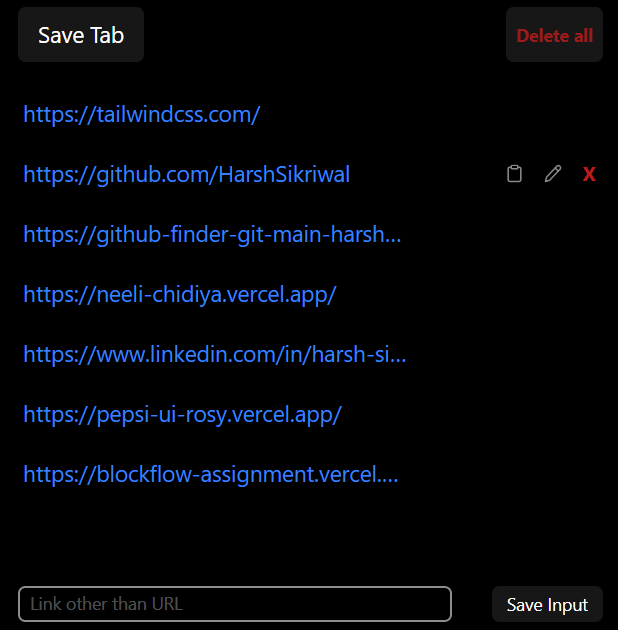 Save Tab
Delete all
https://tailwindcss.com/
https://github.com/HarshSikriwal
X
https://github-finder-git-main-harsh...
https://neeli-chidiya.vercel.app/
https://www.linkedin.com/in/harsh-si...
https://pepsi-ui-rosy.vercel.app/
https://blockflow-assignment.vercel....
Link other than URL
Save Input